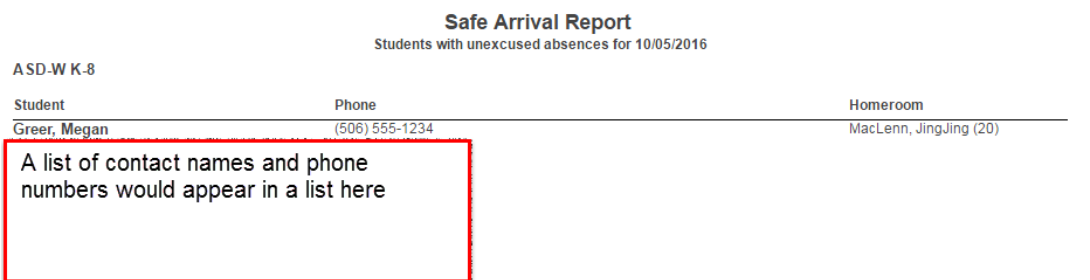 Safe Arrival Report
Students with unexcused absences for 10/05/2016
ASD-W K-8
Student Phone Homeroom
Greer, Megan (506) 555-1234 MacLenn, JingJing (20)
A list of contact names and phone
numbers would appear in a list here